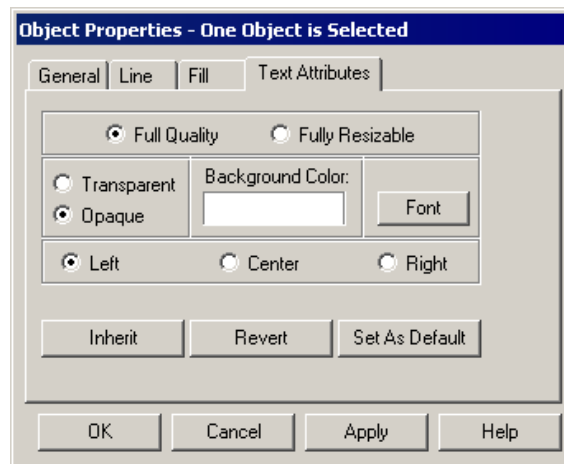 Object Properties - One Object is Selected
General Line Fill Text Attributes
Full Quality Fully Resizable
Transparent Background Color:
Opaque Font
Left Center Right
Inherit Revert Set As Default
OK Cancel Apply Help